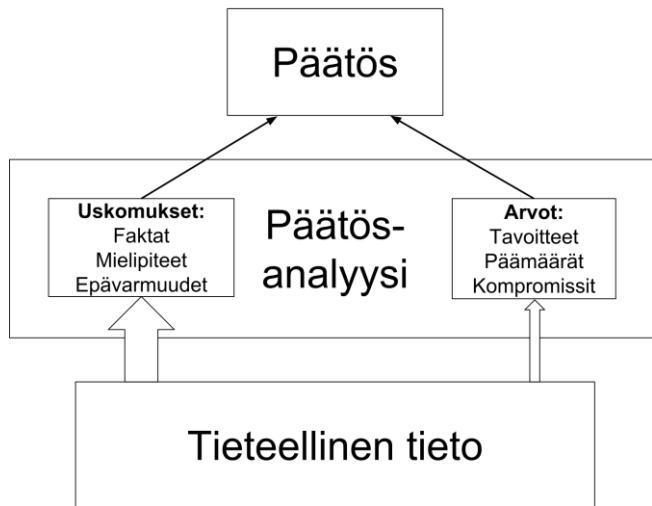 Päätös
Uskomukset:
Faktat
Mielipiteet
Epävarmuudet
Päätös-
analyysi
Arvot:
Tavoitteet
Päämäärät
Kompromissit
Tieteellinen tieto